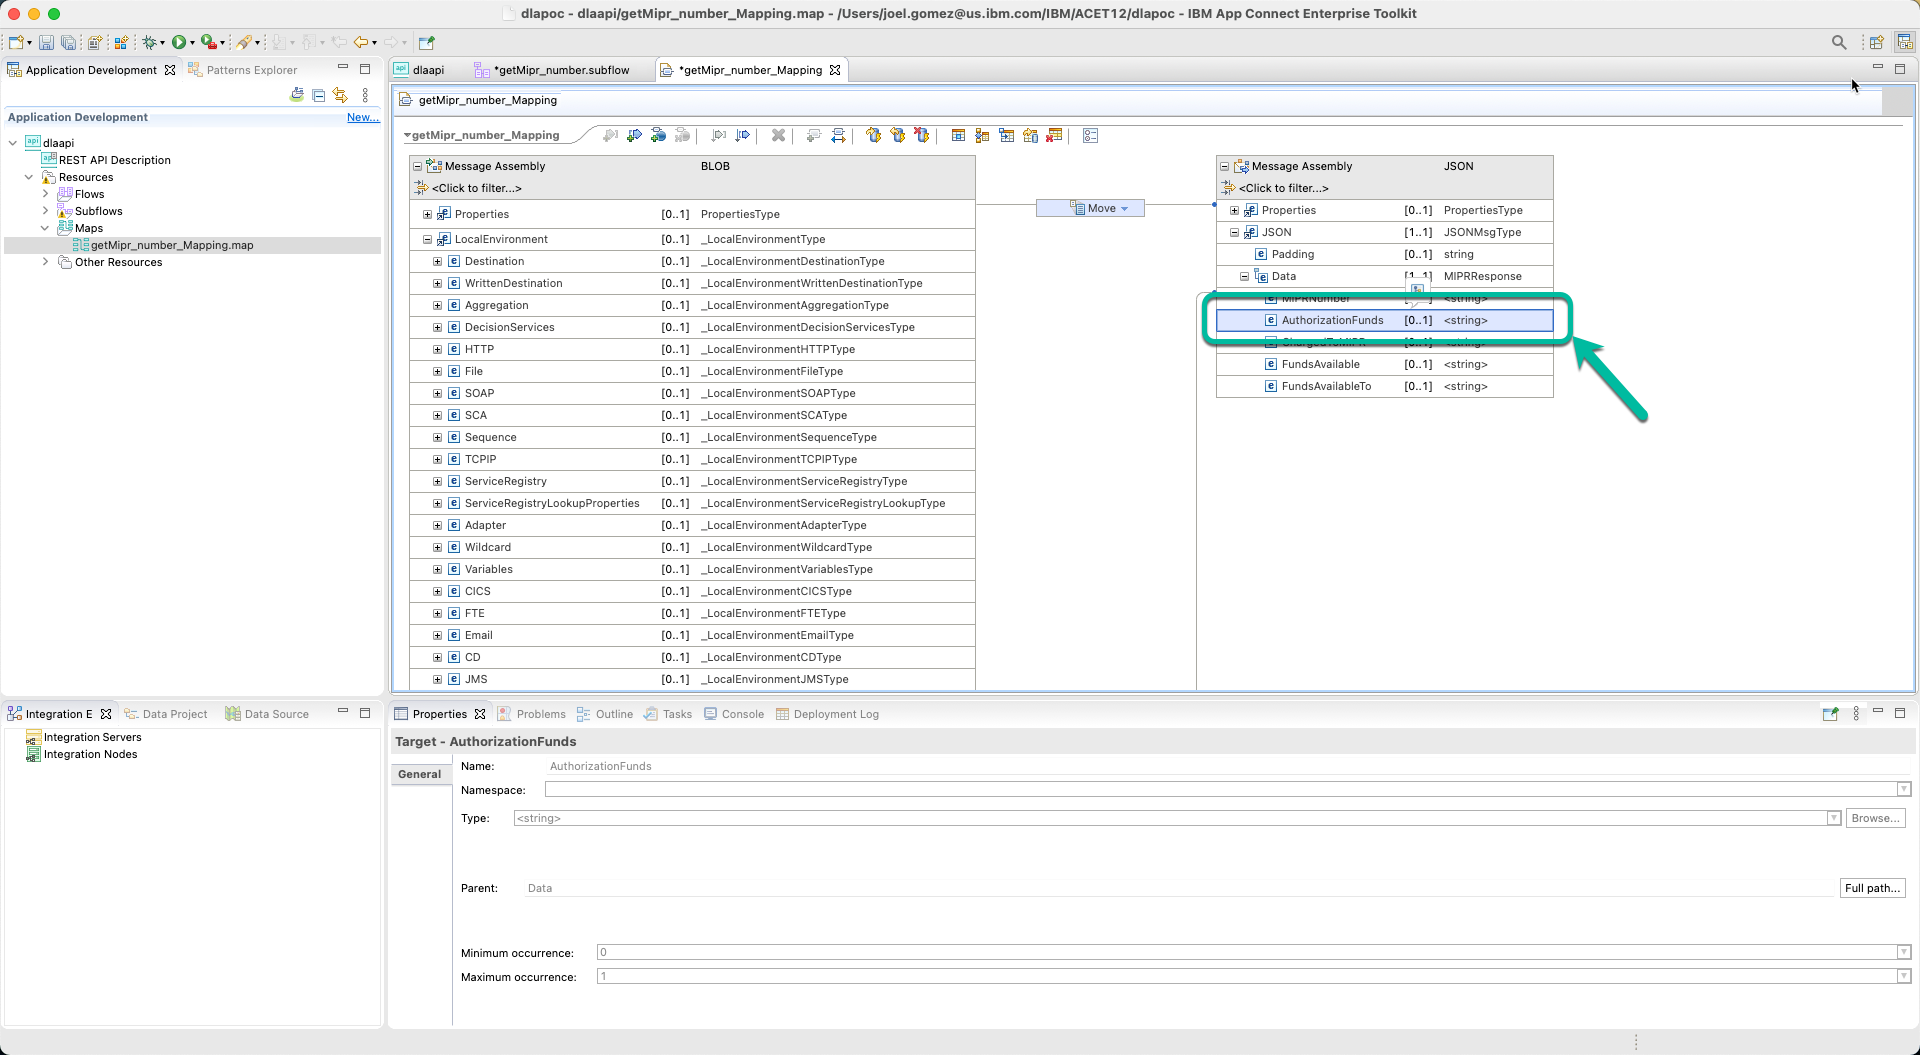 dlapoc - dlaapi/getMipr_number_Mapping.map - /Users/joel.gomez@us.ibm.com/IBM/ACET12/dlapoc - IBM App Connect Enterprise Toolkit
Application Development
Patterns Explorer
Application Development
New...
dlaapi
REST API Description
Resources
Flows
Subflows
Maps
getMipr_number_Mapping.map
Other Resources
dlaapi
*getMipr_number.subflow
*getMipr_number_Mapping
getMipr_number_Mapping
getMipr_number_Mapping
Message Assembly BLOB
<Click to filter...>
Properties [0..1] PropertiesType
LocalEnvironment [0..1] _LocalEnvironmentType
Destination [0..1] _LocalEnvironmentDestinationType
WrittenDestination [0..1] _LocalEnvironmentWrittenDestinationType
Aggregation [0..1] _LocalEnvironmentAggregationType
DecisionServices [0..1] _LocalEnvironmentDecisionServicesType
HTTP [0..1] _LocalEnvironmentHTTPType
File [0..1] _LocalEnvironmentFileType
SOAP [0..1] _LocalEnvironmentSOAPType
SCA [0..1] _LocalEnvironmentSCAType
Sequence [0..1] _LocalEnvironmentSequenceType
TCPIP [0..1] _LocalEnvironmentTCPIPType
ServiceRegistry [0..1] _LocalEnvironmentServiceRegistryType
ServiceRegistryLookupProperties [0..1] _LocalEnvironmentServiceRegistryLookupType
Adapter [0..1] _LocalEnvironmentAdapterType
Wildcard [0..1] _LocalEnvironmentWildcardType
Variables [0..1] _LocalEnvironmentVariablesType
CICS [0..1] _LocalEnvironmentCICSType
FTE [0..1] _LocalEnvironmentFTEType
Email [0..1] _LocalEnvironmentEmailType
CD [0..1] _LocalEnvironmentCDType
JMS [0..1] _LocalEnvironmentJMSType
Move
Message Assembly JSON
<Click to filter...>
Properties [0..1] PropertiesType
JSON [1..1] JSONMsgType
Padding [0..1] string
Data [1..1] MIPRResponse
MIPRNumber <string>
AuthorizationFunds [0..1] <string>
ChargedToMIPR [0..1] <string>
FundsAvailable [0..1] <string>
FundsAvailableTo [0..1] <string>
Integration E
Data Project
Data Source
Integration Servers
Integration Nodes
Properties
Problems
Outline
Tasks
Console
Deployment Log
Target - AuthorizationFunds
General
Name: AuthorizationFunds
Namespace:
Type: <string> Browse...
Parent: Data Full path...
Minimum occurrence: 0
Maximum occurrence: 1